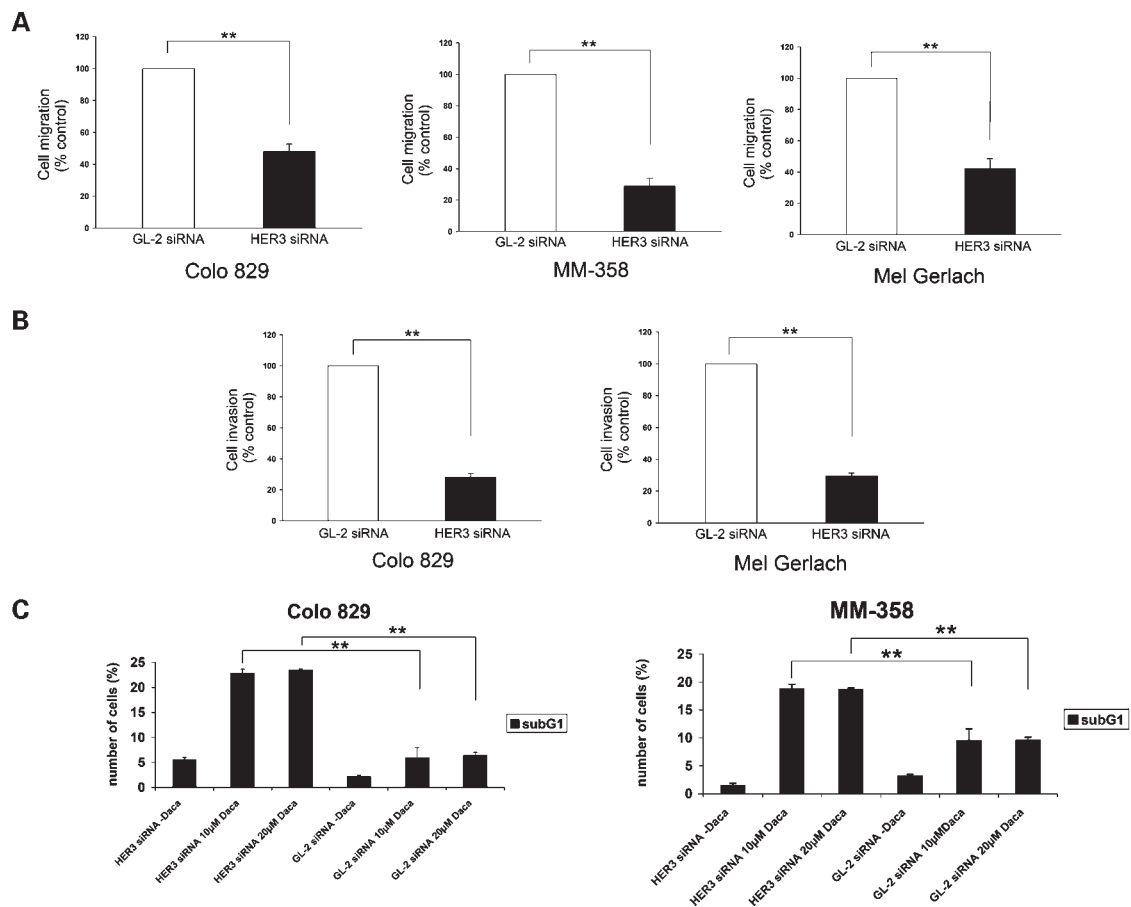 A
**
120
100
80
60
40
20
0
Cell migration
(% control)
GL-2 siRNA
HER3 siRNA
Colo 829
**
120
100
80
60
40
20
0
Cell migration
(% control)
GL-2 siRNA
HER3 siRNA
MM-358
**
120
100
80
60
40
20
0
Cell migration
(% control)
GL-2 siRNA
HER3 siRNA
Mel Gerlach
B
**
120
100
80
60
40
20
0
Cell invasion
(% control)
GL-2 siRNA
HER3 siRNA
Colo 829
**
120
100
80
60
40
20
0
Cell invasion
(% control)
GL-2 siRNA
HER3 siRNA
Mel Gerlach
C
Colo 829
**
**
25
20
15
10
5
0
number of cells (%)
subG1
HER3 siRNA -Daca
HER3 siRNA 10µM Daca
HER3 siRNA 20µM Daca
GL-2 siRNA -Daca
GL-2 siRNA 10µM Daca
GL-2 siRNA 20µM Daca
MM-358
**
**
25
20
15
10
5
0
number of cells (%)
subG1
HER3 siRNA -Daca
HER3 siRNA 10µM Daca
HER3 siRNA 20µM Daca
GL-2 siRNA -Daca
GL-2 siRNA 10µMDaca
GL-2 siRNA 20µM Daca